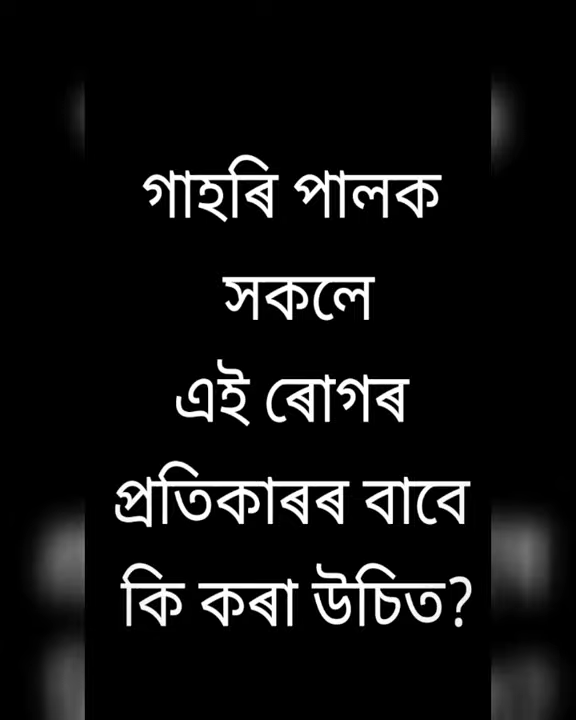 গাহৰি পালক
সকলে
এই ৰোগৰ
প্ৰতিকাৰৰ বাবে
কি কৰা উচিত?